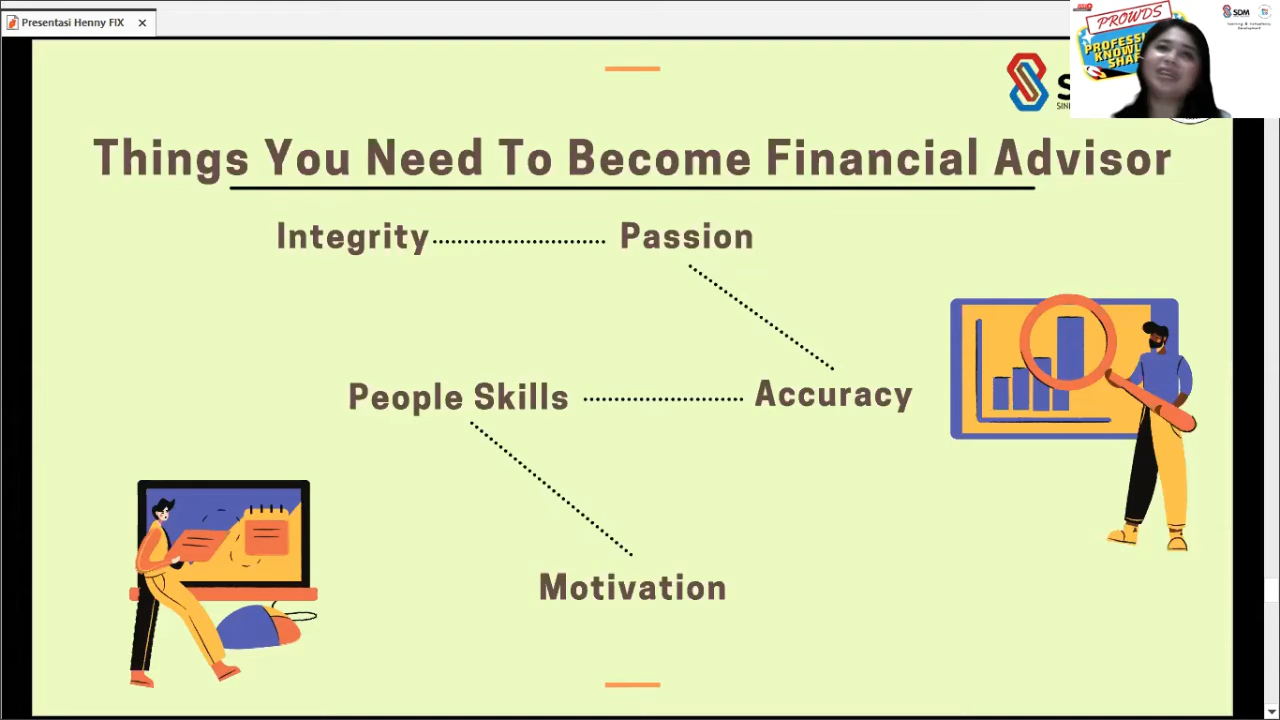 Presentasi Henny FIX
PROWDS
SDM
Things You Need To Become Financial Advisor
Integrity
Passion
People Skills
Accuracy
Motivation